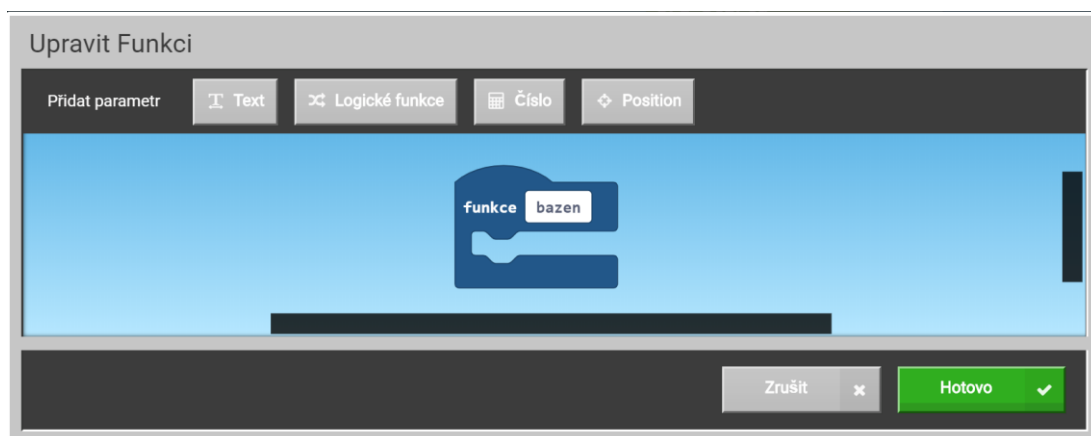 Upravit Funkci
Přidat parametr Text Logické funkce Číslo Position
funkce bazen
Zrušit Hotovo